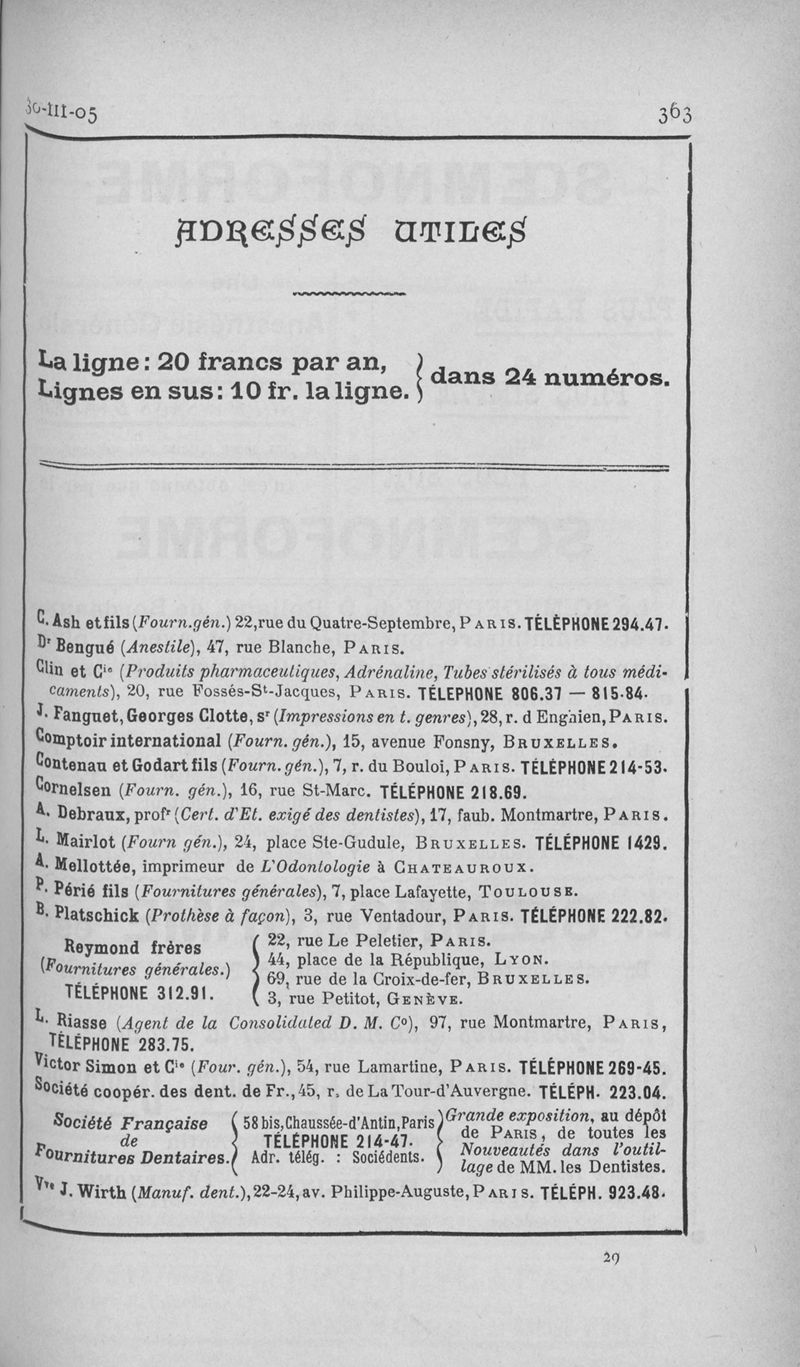 30-III-05 363
ADRESSES UTILES
La ligne: 20 francs par an,
Lignes en sus: 10 fr. la ligne. } dans 24 numéros.
C. Ash et fils (Fourn. gén.) 22, rue du Quatre-Septembre, PARIS. TÉLÉPHONE 294.47.
Dr Bengué (Anestile), 47, rue Blanche, PARIS.
Clin et Cie (Produits pharmaceutiques, Adrénaline, Tubes stérilisés à tous médi-
caments), 20, rue Fossés-St-Jacques, PARIS. TÉLEPHONE 806.37 — 815-84.
J. Fanguet, Georges Clotte, sr (Impressions en t. genres), 28, r. d Enghien, PARIS.
Comptoir international (Fourn. gén.), 15, avenue Fonsny, BRUXELLES.
Contenau et Godart fils (Fourn. gén.), 7, r. du Bouloi, PARIS. TÉLÉPHONE 214-53.
Cornelsen (Fourn. gén.), 16, rue St-Marc. TÉLÉPHONE 218.69.
A. Debraux, profr (Cert. d'Et. exigé des dentistes), 17, faub. Montmartre, PARIS.
L. Mairlot (Fourn gén.), 24, place Ste-Gudule, BRUXELLES. TÉLÉPHONE 1429.
A. Mellottée, imprimeur de L'Odontologie à CHATEAUROUX.
P. Périé fils (Fournitures générales), 7, place Lafayette, TOULOUSE.
B. Platschick (Prothèse à façon), 3, rue Ventadour, PARIS. TÉLÉPHONE 222.82.
Reymond frères
(Fournitures générales.)
TÉLÉPHONE 312.91.
22, rue Le Peletier, PARIS.
44, place de la République, LYON.
69, rue de la Croix-de-fer, BRUXELLES.
3, rue Petitot, GENÈVE.
L. Riasse (Agent de la Consolidated D. M. Co), 97, rue Montmartre, PARIS,
TÉLÉPHONE 283.75.
Victor Simon et Cie (Four. gén.), 54, rue Lamartine, PARIS. TÉLÉPHONE 269-45.
Société coopér. des dent. de Fr., 45, r. de La Tour-d'Auvergne. TÉLÉPH. 223.04.
Société Française
de
Fournitures Dentaires.
58 bis, Chaussée-d'Antin, Paris
TÉLÉPHONE 214-47.
Adr. télég. : Sociédents.
Grande exposition, au dépôt
de PARIS, de toutes les
Nouveautés dans l'outil-
lage de MM. les Dentistes.
Vve J. Wirth (Manuf. dent.), 22-24, av. Philippe-Auguste, PARIS. TÉLÉPH. 923.48.
29